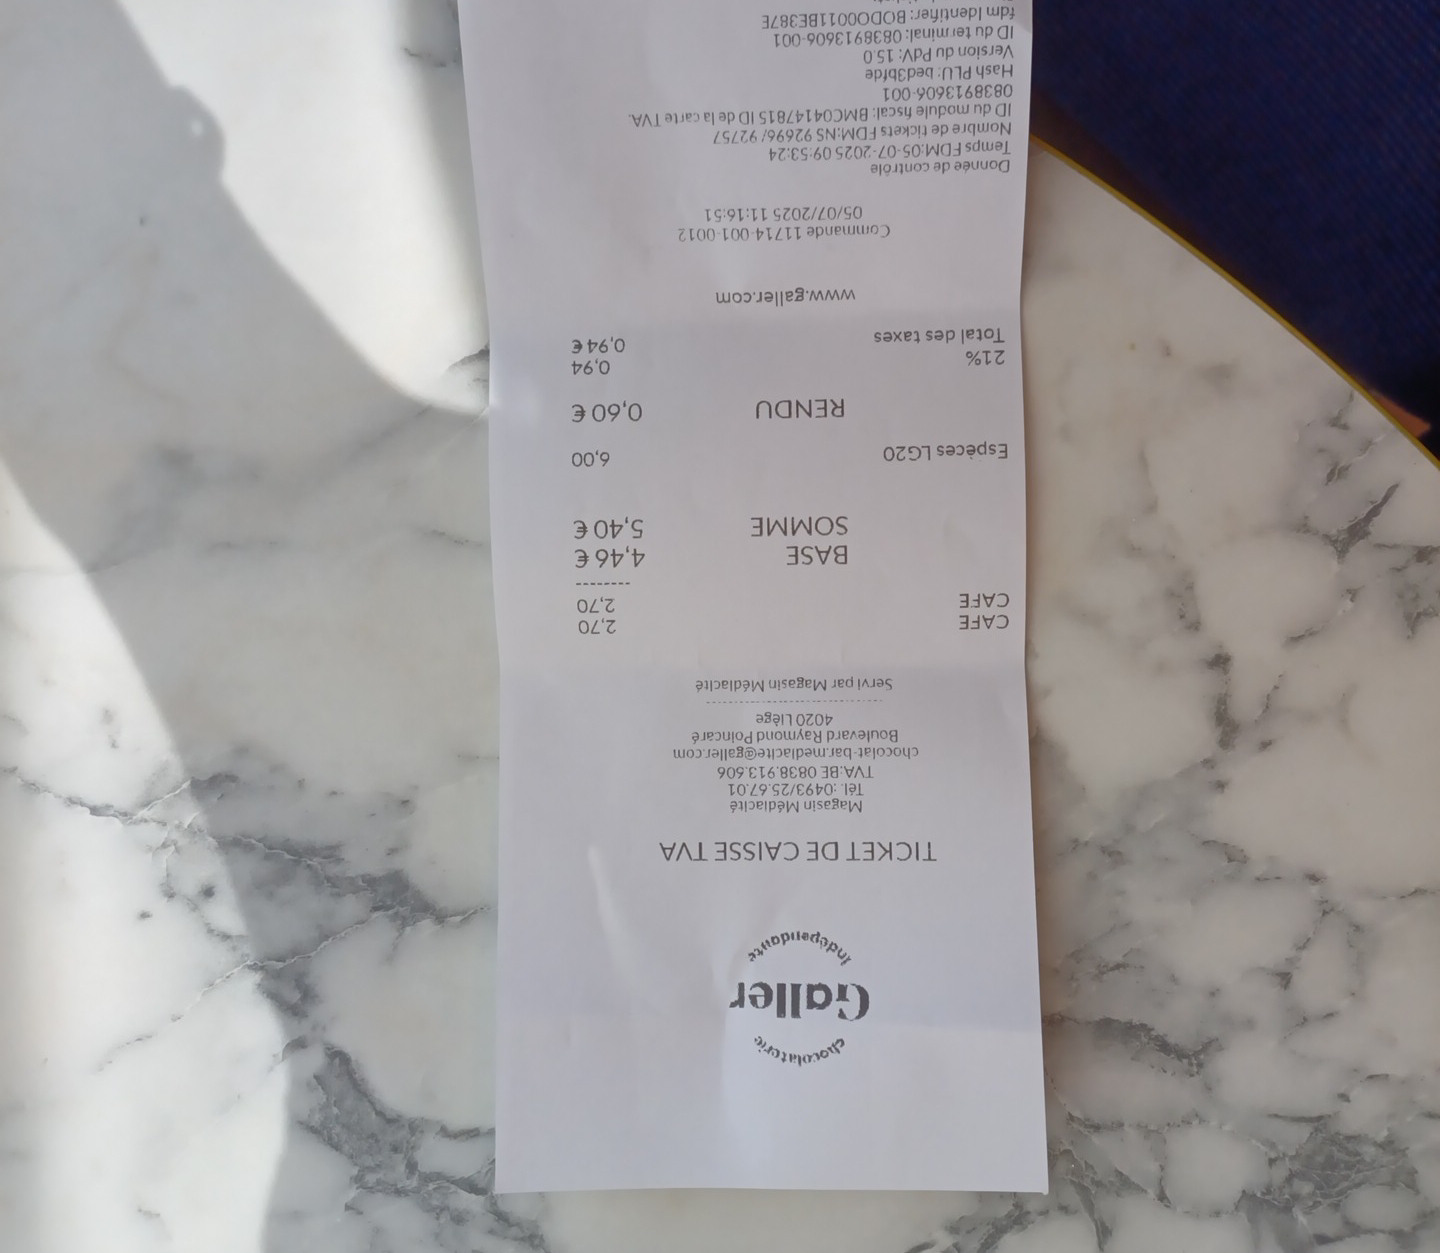 chocolaterie
Galler
indépendante
TICKET DE CAISSE TVA
Magasin Médiacité
Tél. :0493/25.67.01
TVA:BE 0838.913.606
chocolat-bar.mediacite@galler.com
Boulevard Raymond Poincaré
4020 Liège
--------------------------------
Servi par Magasin Médiacité
CAFE 2,70
CAFE 2,70
--------
BASE 4,46 €
SOMME 5,40 €
Espèces LG20 6,00
RENDU 0,60 €
21% 0,94
Total des taxes 0,94 €
www.galler.com
Commande 11714-001-0012
05/07/2025 11:16:51
Donnée de contrôle
Temps FDM:05-07-2025 09:53:24
Nombre de tickets FDM:NS 92696/ 92757
ID du module fiscal: BMC04147815 ID de la carte TVA.
0838913606-001
Hash PLU: bed3bfde
Version du PdV: 15.0
ID du terminal: 0838913606-001
fdm Identifier: BODO0011BE387E